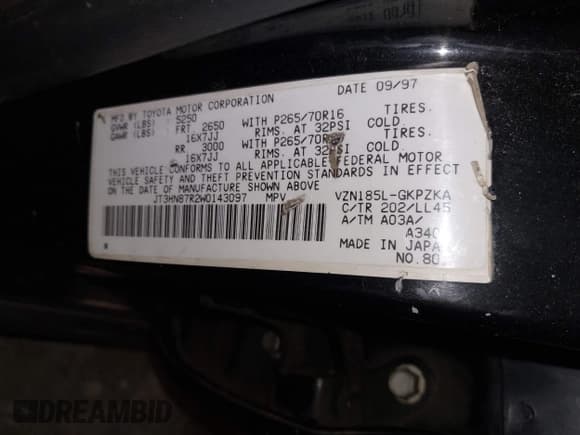 DATE 09/97
MFD BY TOYOTA MOTOR CORPORATION
GVWR (LBS) : 5250
GAWR (LBS) : FRT 2650 WITH P265/70R16 TIRES.
16X7JJ RIMS. AT 32PSI COLD.
RR 3000 WITH P265/70R16 TIRES.
16X7JJ RIMS. AT 32PSI COLD.
THIS VEHICLE CONFORMS TO ALL APPLICABLE FEDERAL MOTOR
VEHICLE SAFETY AND THEFT PREVENTION STANDARDS IN EFFECT
ON THE DATE OF MANUFACTURE SHOWN ABOVE
JT3HN87R2W0143097 MPV VZN185L-GKPZKA
C/TR 202/LL45
A/TM A03A/
A340
MADE IN JAPAN
NO.80
DREAMBID